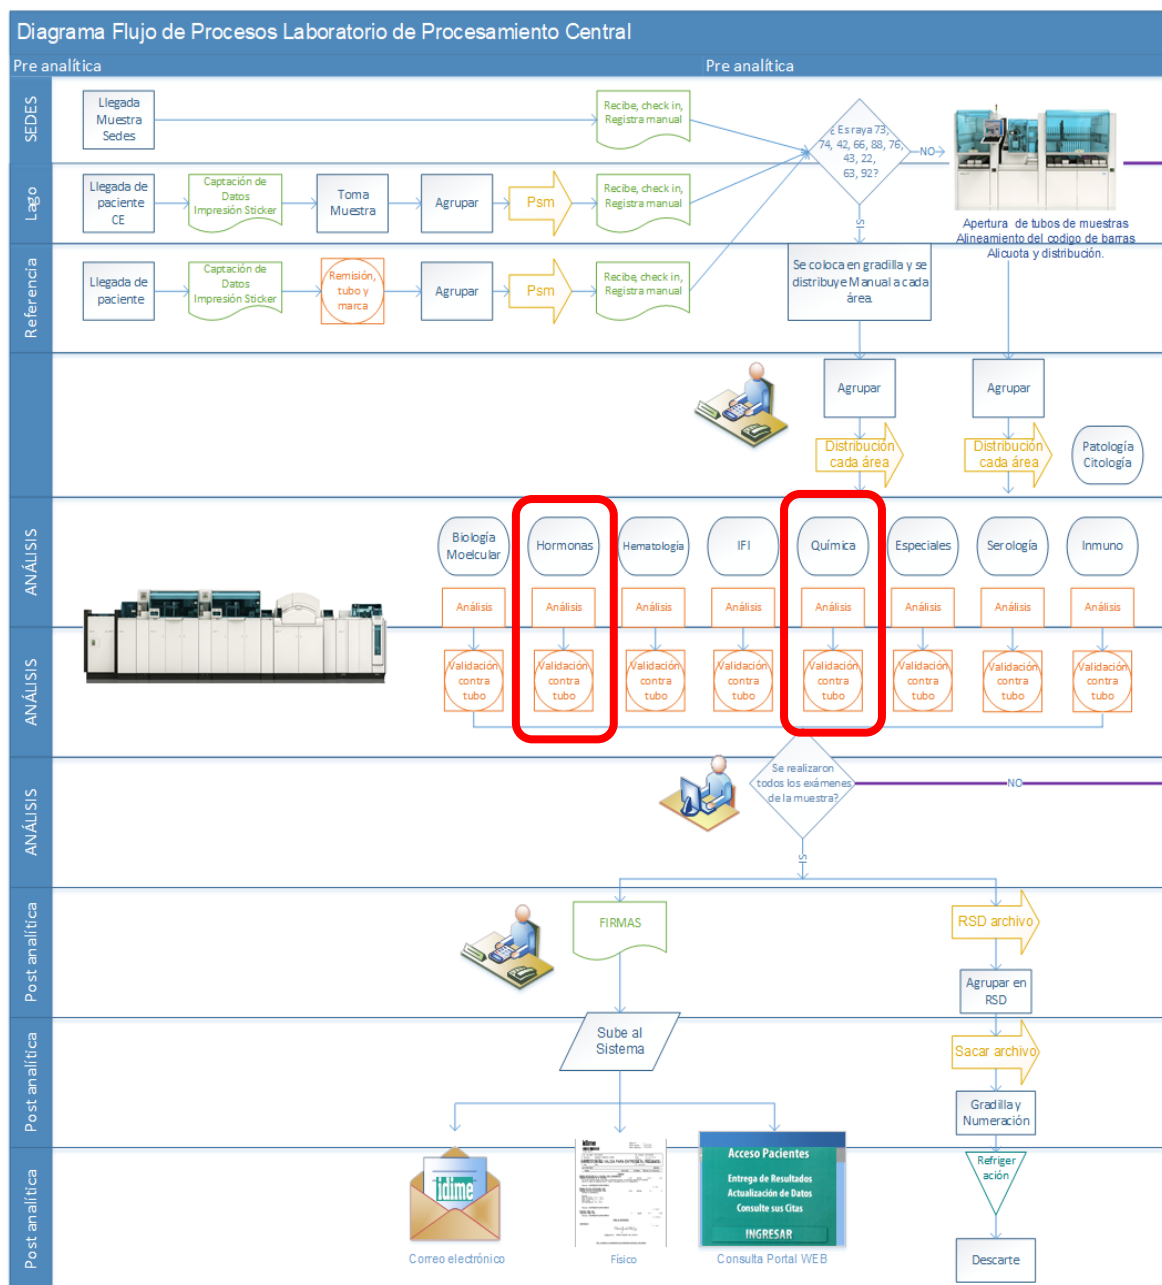 Diagrama Flujo de Procesos Laboratorio de Procesamiento Central
Pre analítica
Pre analítica
SEDES
Llegada
Muestra
Sedes
Recibe, check in,
Registra manual
¿ Es raya 73,
74, 42, 66, 88, 76,
43, 22,
63, 92?
NO
SI
Apertura de tubos de muestras
Alineamiento del codigo de barras
Alicuota y distribución.
Lago
Llegada de
paciente
CE
Captación de
Datos
Impresión Sticker
Toma
Muestra
Agrupar
Psm
Recibe, check in,
Registra manual
Referencía
Llegada de
paciente
Captación de
Datos
Impresión Sticker
Remisión,
tubo y
marca
Agrupar
Psm
Recibe, check in,
Registra manual
Se coloca en gradilla y se
distribuye Manual a cada
área.
Agrupar
Agrupar
Distribución
cada área
Distribución
cada área
Patología
Citología
ANÁLISIS
Biología
Moelcular
Hormonas
Hematología
IFI
Química
Especiales
Serología
Inmuno
Análisis
Análisis
Análisis
Análisis
Análisis
Análisis
Análisis
Análisis
ANÁLISIS
Validación
contra
tubo
Validación
contra
tubo
Validación
contra
tubo
Validación
contra
tubo
Validación
contra
tubo
Validación
contra
tubo
Validación
contra
tubo
Validación
contra
tubo
ANÁLISIS
Se realizaron
todos los exámenes
de la muestra?
NO
SI
Post analítica
FIRMAS
RSD archivo
Agrupar en
RSD
Post analítica
Sube al
Sistema
Sacar archivo
Gradilla y
Numeración
Post analítica
idime
Correo electrónico
idime
Físico
Acceso Pacientes
Entrega de Resultados
Actualización de Datos
Consulte sus Citas
INGRESAR
Consulta Portal WEB
Refriger
ación
Descarte